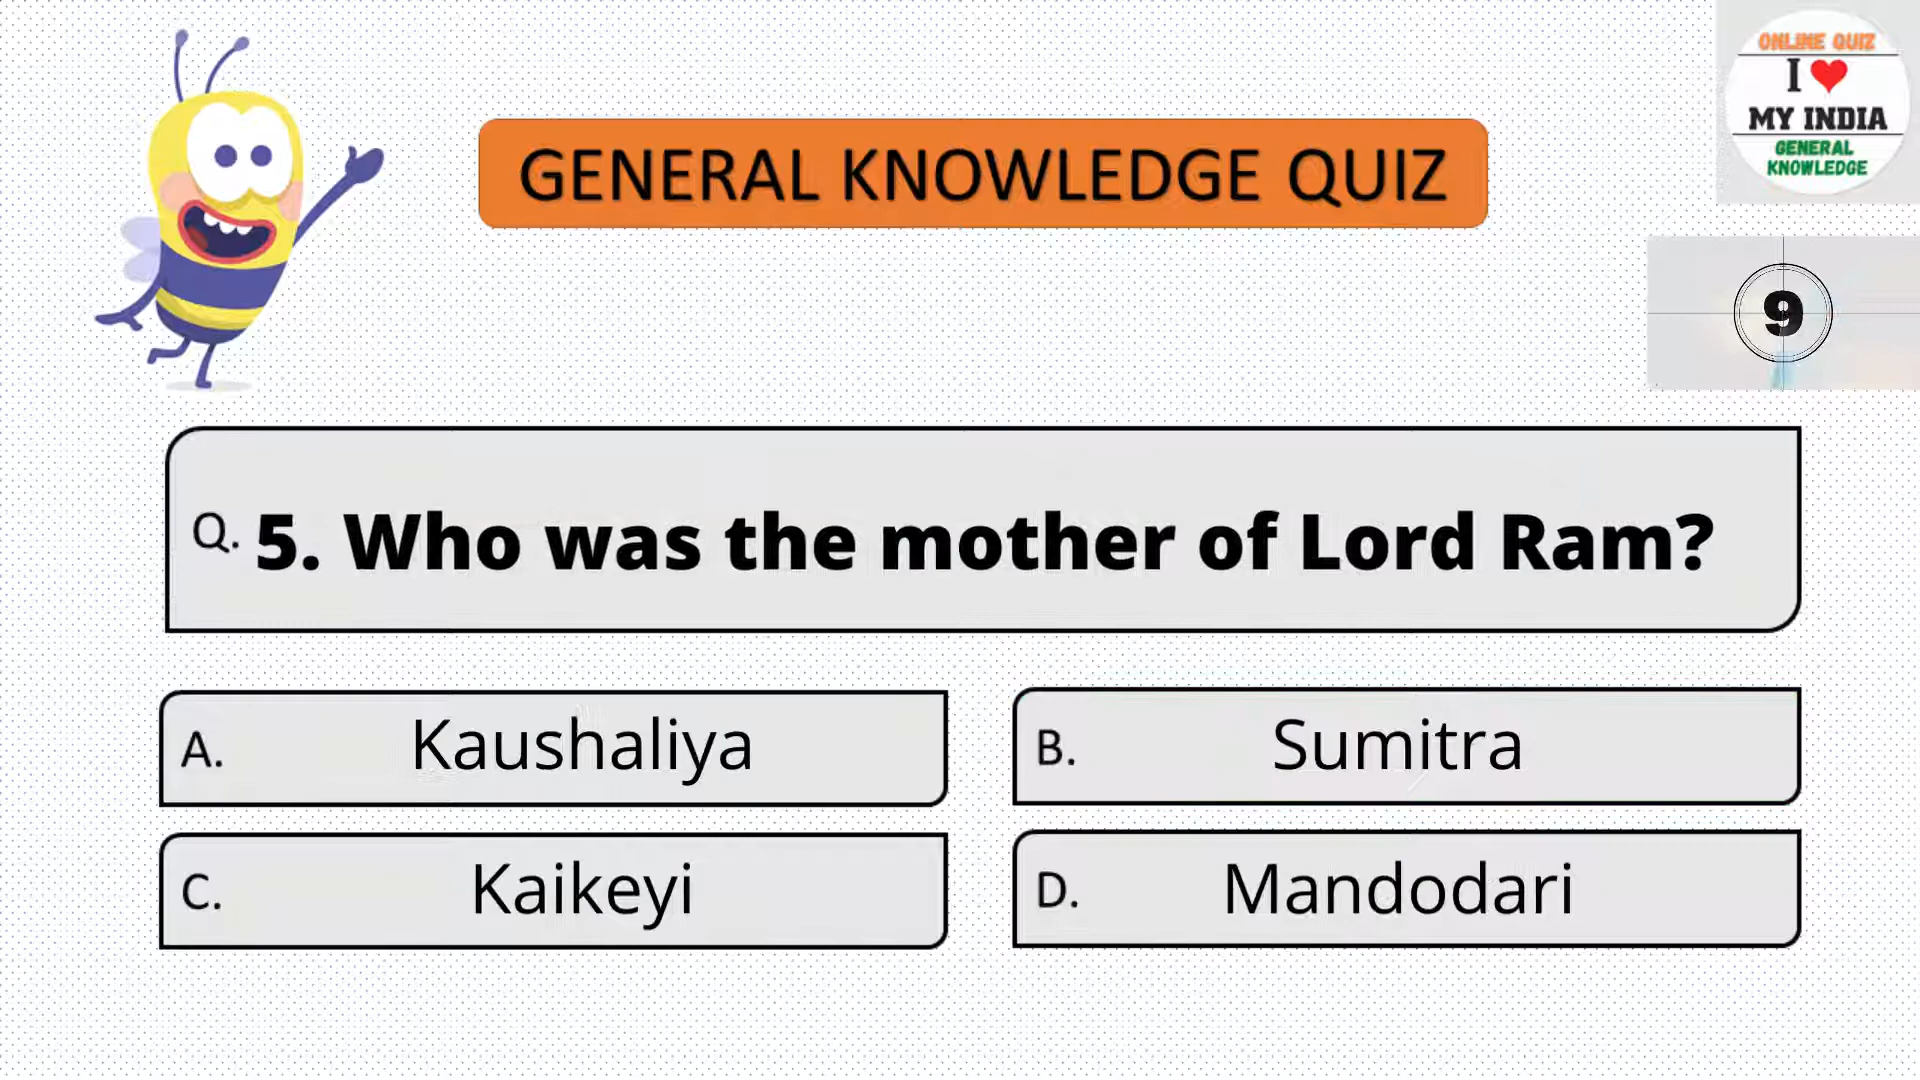 ONLINE QUIZ
I ❤
MY INDIA
GENERAL
KNOWLEDGE
GENERAL KNOWLEDGE QUIZ
9
Q. 5. Who was the mother of Lord Ram?
A. Kaushaliya
B. Sumitra
C. Kaikeyi
D. Mandodari